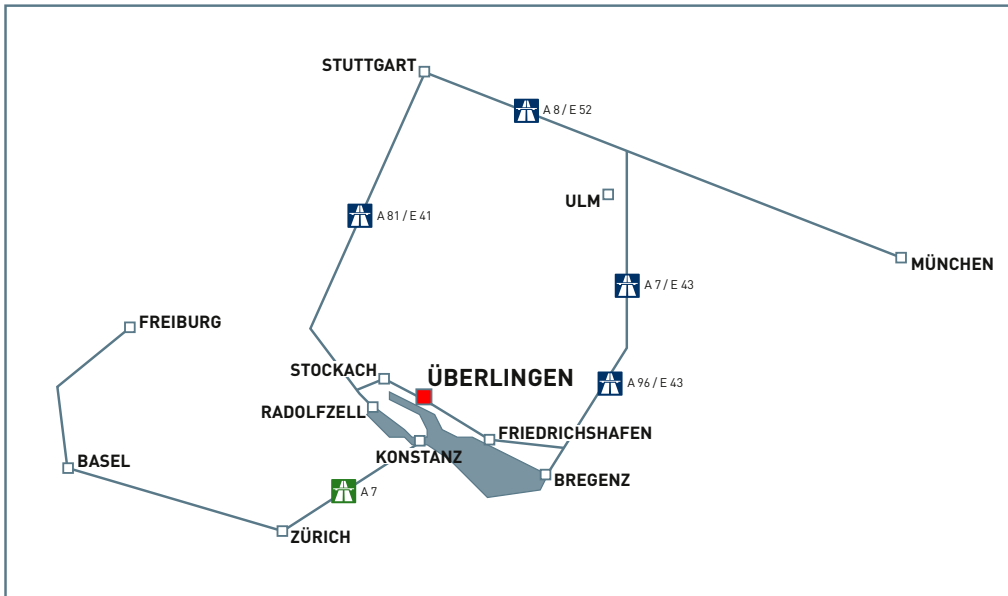 STUTTGART
A 8 / E 52
ULM
A 81 / E 41
MÜNCHEN
A 7 / E 43
FREIBURG
STOCKACH
ÜBERLINGEN
A 96 / E 43
RADOLFZELL
FRIEDRICHSHAFEN
KONSTANZ
BASEL
BREGENZ
A 7
ZÜRICH